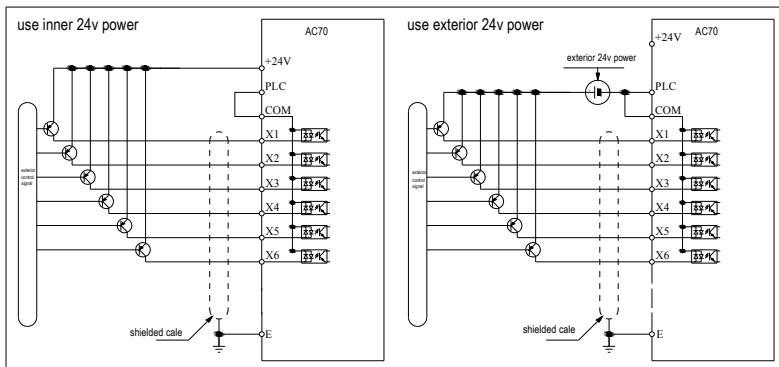 use inner 24v power
AC70
+24V
PLC
COM
X1
X2
X3
X4
X5
X6
E
exterior
control
signal
shielded cale
use exterior 24v power
AC70
+24V
exterior 24v power
PLC
COM
X1
X2
X3
X4
X5
X6
E
exterior
control
signal
shielded cale